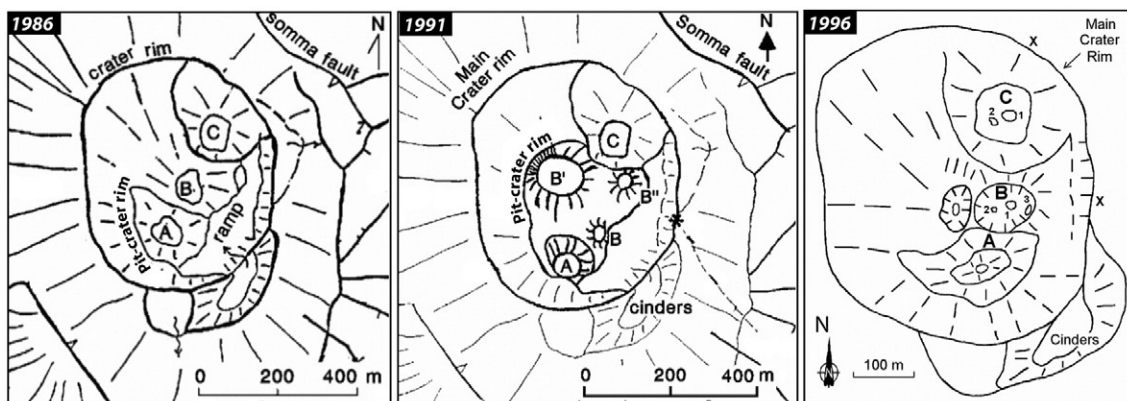 1986
N
somma fault
crater rim
C
B
A
Pit-crater rim
ramp
0 200 400 m
1991
N
Somma fault
Main
Crater rim
Pit-crater rim
C
B'
B"
B
A
*
cinders
0 200 400 m
1996
x
Main
Crater
Rim
C
2 1
x
B
2 1 3
A
N
Cinders
100 m